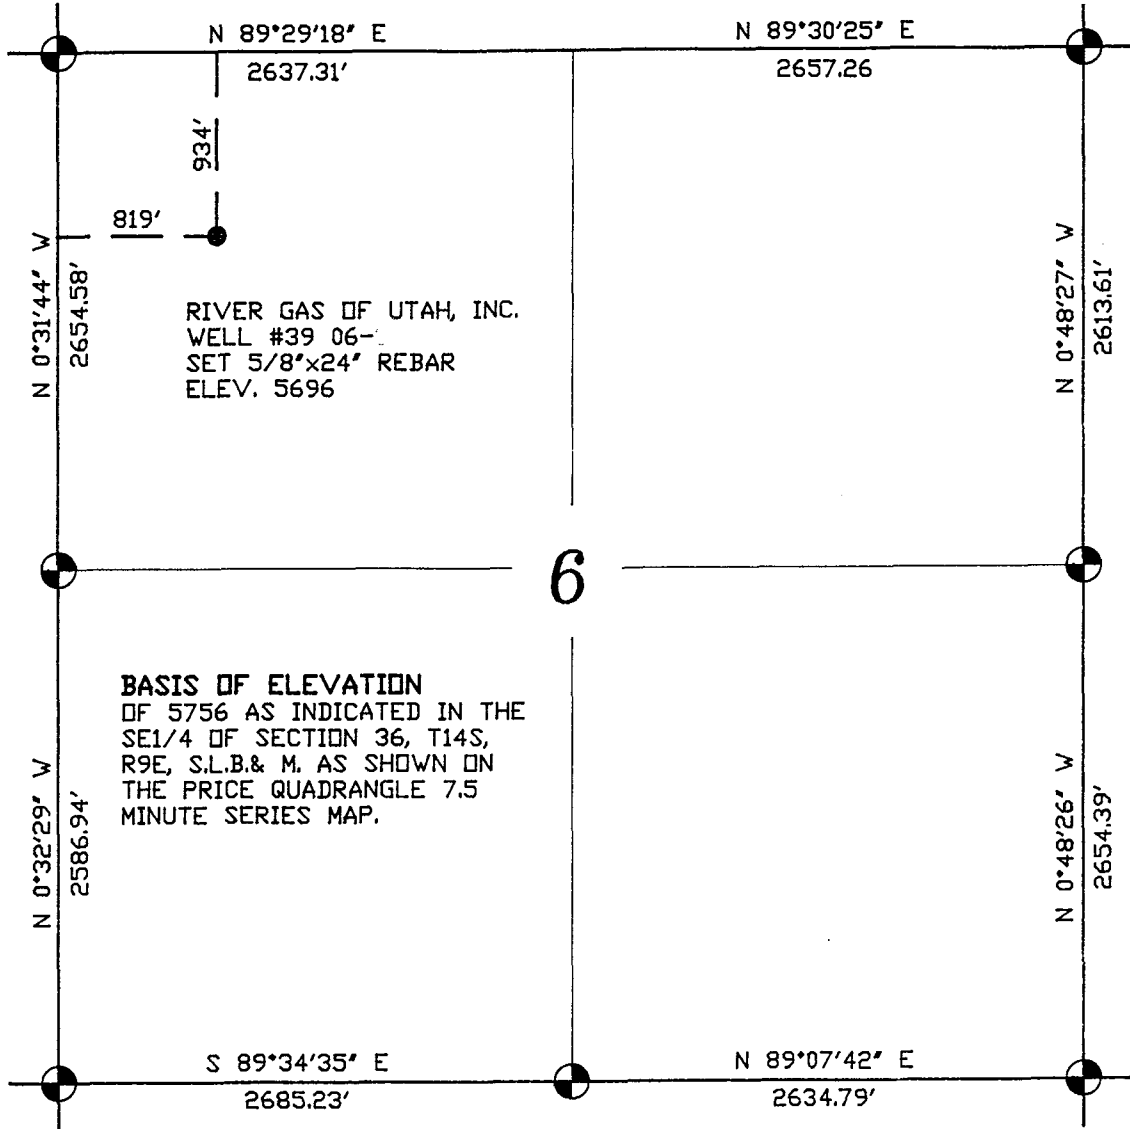 N 89°29'18" E
2637.31'
N 89°30'25" E
2657.26
934'
819'
N 0°31'44" W
2654.58'
N 0°48'27" W
2613.61'
RIVER GAS OF UTAH, INC.
WELL #39 06-
SET 5/8"x24" REBAR
ELEV. 5696
6
BASIS OF ELEVATION
OF 5756 AS INDICATED IN THE
SE1/4 OF SECTION 36, T14S,
R9E, S.L.B.& M. AS SHOWN ON
THE PRICE QUADRANGLE 7.5
MINUTE SERIES MAP.
N 0°32'29" W
2586.94'
N 0°48'26" W
2654.39'
S 89°34'35" E
2685.23'
N 89°07'42" E
2634.79'